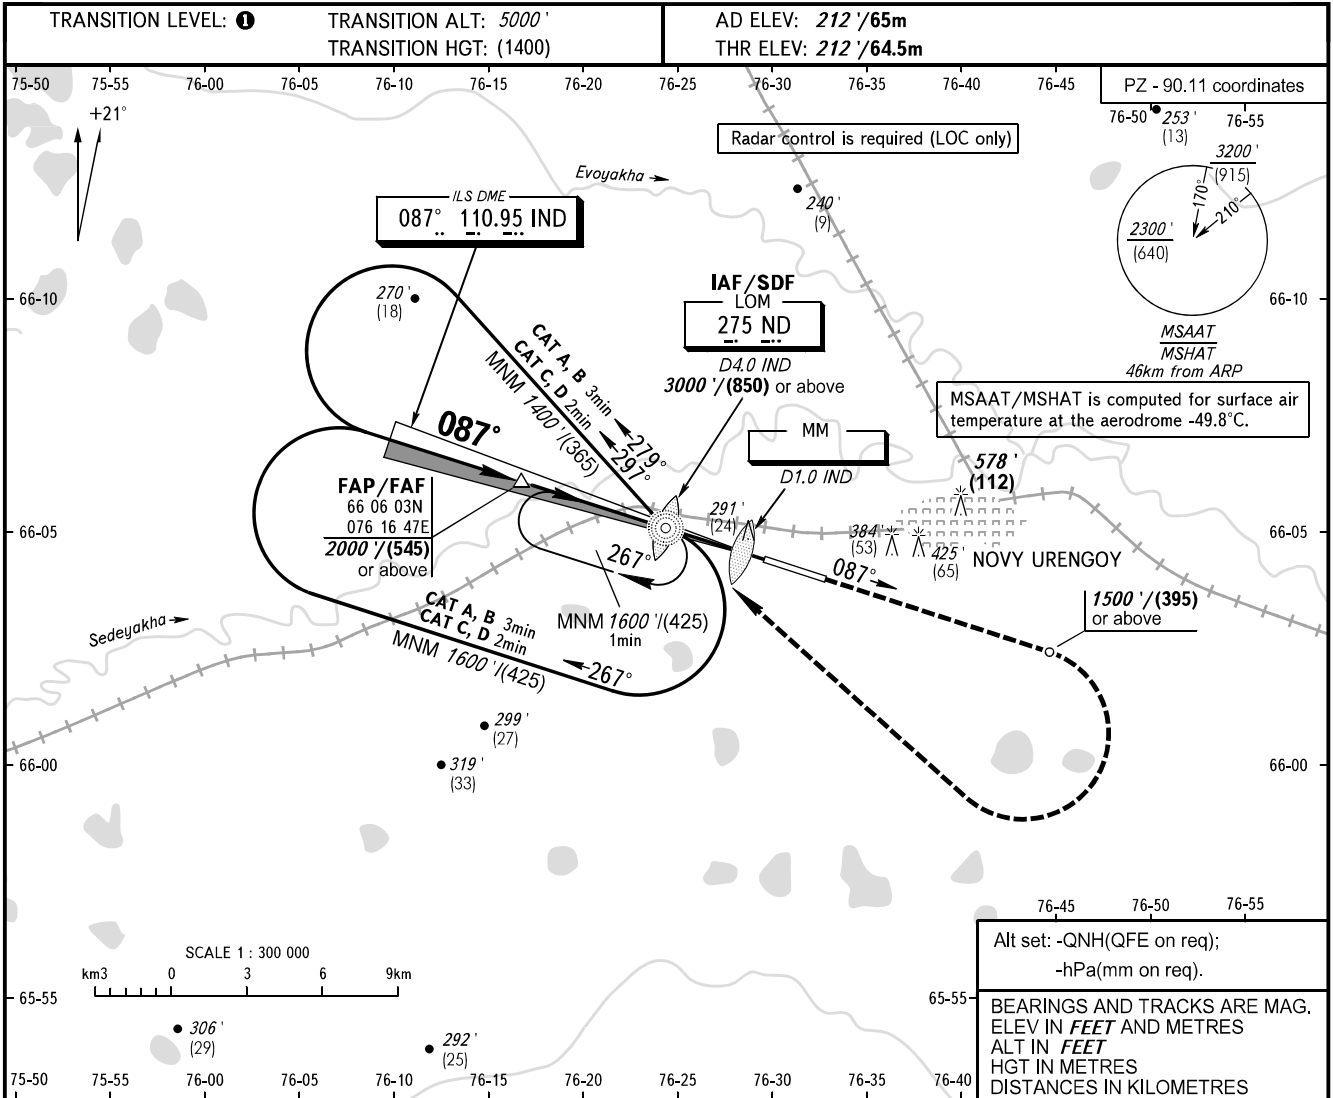 TRANSITION LEVEL: ❶
TRANSITION ALT: 5000 '
TRANSITION HGT: (1400)
AD ELEV: 212 '/65m
THR ELEV: 212 '/64.5m
75-50 75-55 76-00 76-05 76-10 76-15 76-20 76-25 76-30 76-35 76-40 76-45
PZ - 90.11 coordinates
76-50 76-55
+21°
253 '
(13)
Radar control is required (LOC only)
3200 '
(915)
170°
210°
2300 '
(640)
MSAAT
MSHAT
46km from ARP
MSAAT/MSHAT is computed for surface air
temperature at the aerodrome -49.8°C.
Evoyakha
240 '
(9)
ILS DME
087° 110.95 IND
66-10
66-10
270 '
(18)
IAF/SDF
LOM
275 ND
D4.0 IND
3000 '/(850) or above
CAT A, B 3min
CAT C, D 2min
MNM 1400 '/(365)
279°
297°
087°
MM
D1.0 IND
578 '
(112)
FAP/FAF
66 06 03N
076 16 47E
2000 '/(545)
or above
291 '
(24)
384 '
(53)
425 '
(65)
NOVY URENGOY
66-05
66-05
267°
087°
MNM 1600 '/(425)
1min
1500 '/(395)
or above
Sedeyakha
CAT A, B 3min
CAT C, D 2min
MNM 1600 '/(425)
267°
299 '
(27)
319 '
(33)
66-00
66-00
76-45 76-50 76-55
SCALE 1 : 300 000
km3 0 3 6 9km
65-55
65-55
306 '
(29)
292 '
(25)
75-50 75-55 76-00 76-05 76-10 76-15 76-20 76-25 76-30 76-35 76-40
Alt set: -QNH(QFE on req);
-hPa(mm on req).
BEARINGS AND TRACKS ARE MAG.
ELEV IN FEET AND METRES
ALT IN FEET
HGT IN METRES
DISTANCES IN KILOMETRES